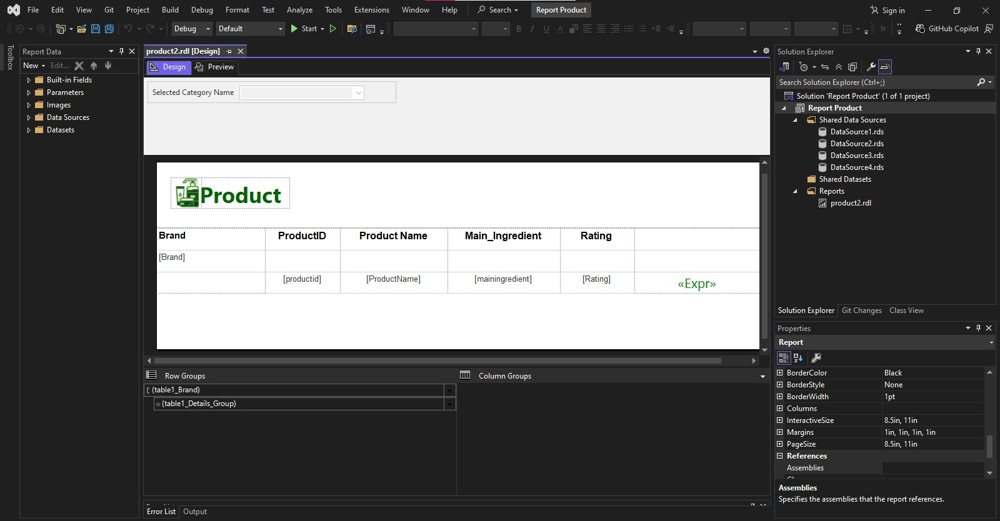 File Edit View Git Project Build Debug Format Test Analyze Tools Extensions Window Help Search Report Product Sign in
Debug Default Start GitHub Copilot
Toolbox
Report Data
New Edit...
Built-in Fields
Parameters
Images
Data Sources
Datasets
product2.rdl [Design]
Design Preview
Selected Category Name
Product
Brand ProductID Product Name Main_Ingredient Rating
[Brand]
[productid] [ProductName] [mainingredient] [Rating] «Expr»
Row Groups Column Groups
(table1_Brand)
(table1_Details_Group)
Error List Output
Solution Explorer
Search Solution Explorer (Ctrl+;)
Solution 'Report Product' (1 of 1 project)
Report Product
Shared Data Sources
DataSource1.rds
DataSource2.rds
DataSource3.rds
DataSource4.rds
Shared Datasets
Reports
product2.rdl
Solution Explorer Git Changes Class View
Properties
Report
BorderColor Black
BorderStyle None
BorderWidth 1pt
Columns
InteractiveSize 8.5in, 11in
Margins 1in, 1in, 1in, 1in
PageSize 8.5in, 11in
References
Assemblies
Assemblies
Specifies the assemblies that the report references.